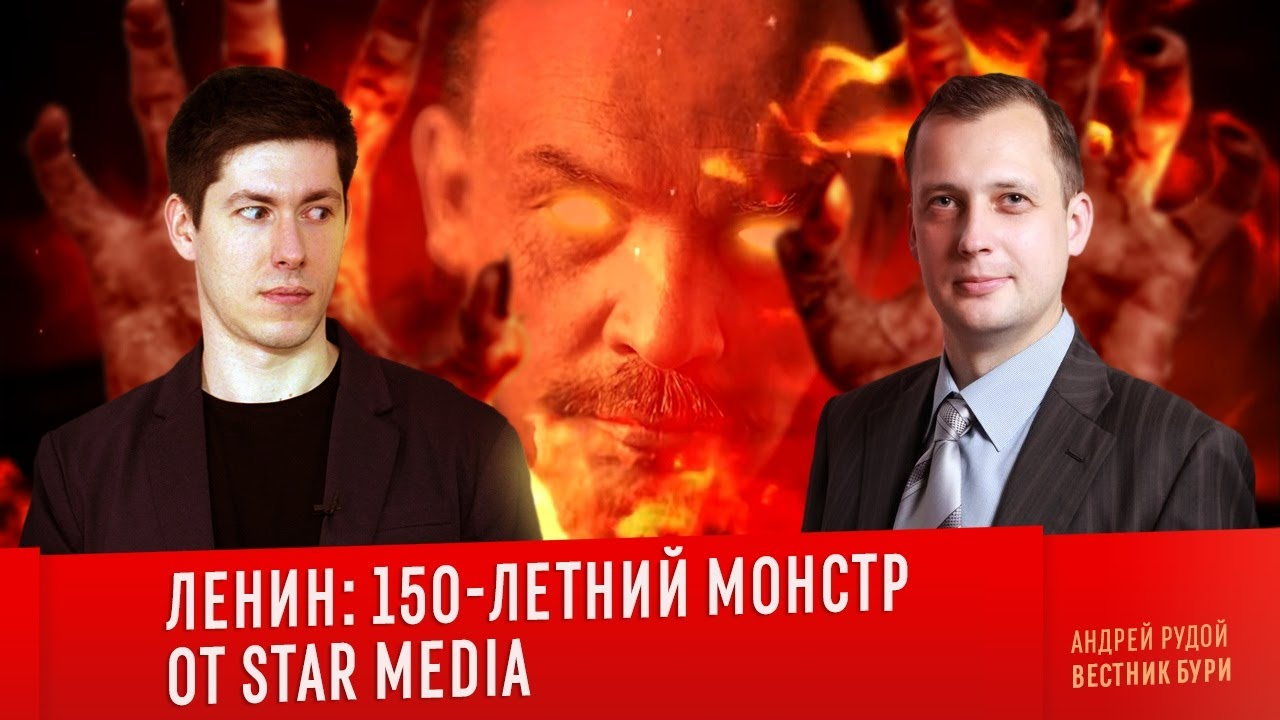 ЛЕНИН: 150-ЛЕТНИЙ МОНСТР
ОТ STAR MEDIA
АНДРЕЙ РУДОЙ
ВЕСТНИК БУРИ